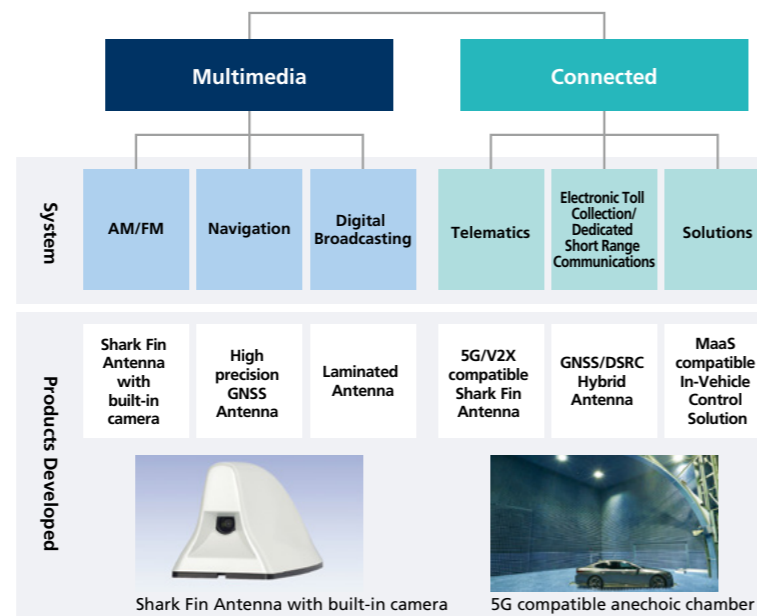 Multimedia
Connected
System
AM/FM
Navigation
Digital
Broadcasting
Telematics
Electronic Toll
Collection/
Dedicated
Short Range
Communications
Solutions
Products Developed
Shark Fin
Antenna
with
built-in
camera
High
precision
GNSS
Antenna
Laminated
Antenna
5G/V2X
compatible
Shark Fin
Antenna
GNSS/DSRC
Hybrid
Antenna
MaaS
compatible
In-Vehicle
Control
Solution
Shark Fin Antenna with built-in camera
5G compatible anechoic chamber